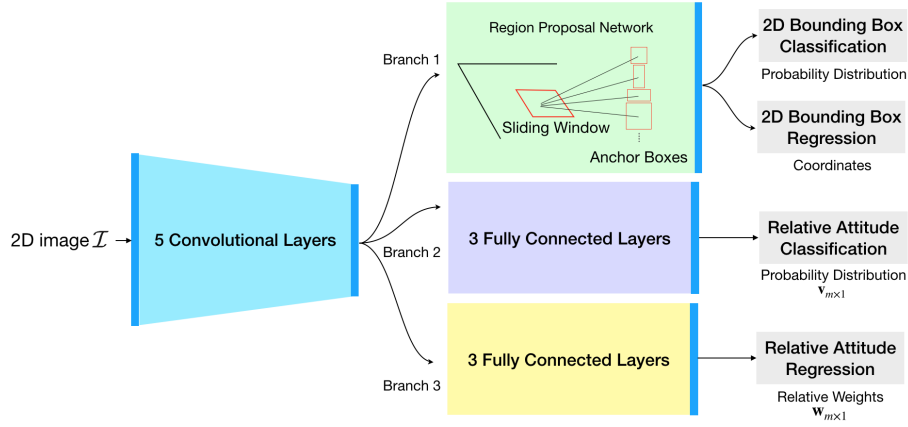 2D image I
5 Convolutional Layers
Branch 1
Branch 2
Branch 3
Region Proposal Network
Sliding Window
Anchor Boxes
3 Fully Connected Layers
3 Fully Connected Layers
2D Bounding Box
Classification
Probability Distribution
2D Bounding Box
Regression
Coordinates
Relative Attitude
Classification
Probability Distribution
v_{m×1}
Relative Attitude
Regression
Relative Weights
w_{m×1}